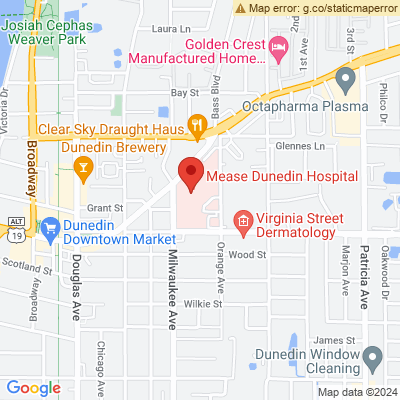 Map error: g.co/staticmaperror
Josiah Cephas
Weaver Park
Laura Ln
Golden Crest
Manufactured Home...
1st Ave
3rd St
Bay St
Bass Blvd
Octapharma Plasma
Philco Dr
Victoria Dr
Clear Sky Draught Haus
Dunedin Brewery
Glennes Ln
Broadway
Mease Dunedin Hospital
Grant St
ALT
19
Dunedin
Downtown Market
Virginia Street
Dermatology
Scotland St
Douglas Ave
Milwaukee Ave
Orange Ave
Wood St
Marjon Ave
Patricia Ave
Oakwood Dr
Broadway
Wilkie St
Chicago Ave
James St
Dunedin Window
Cleaning
Google
Map data ©2024